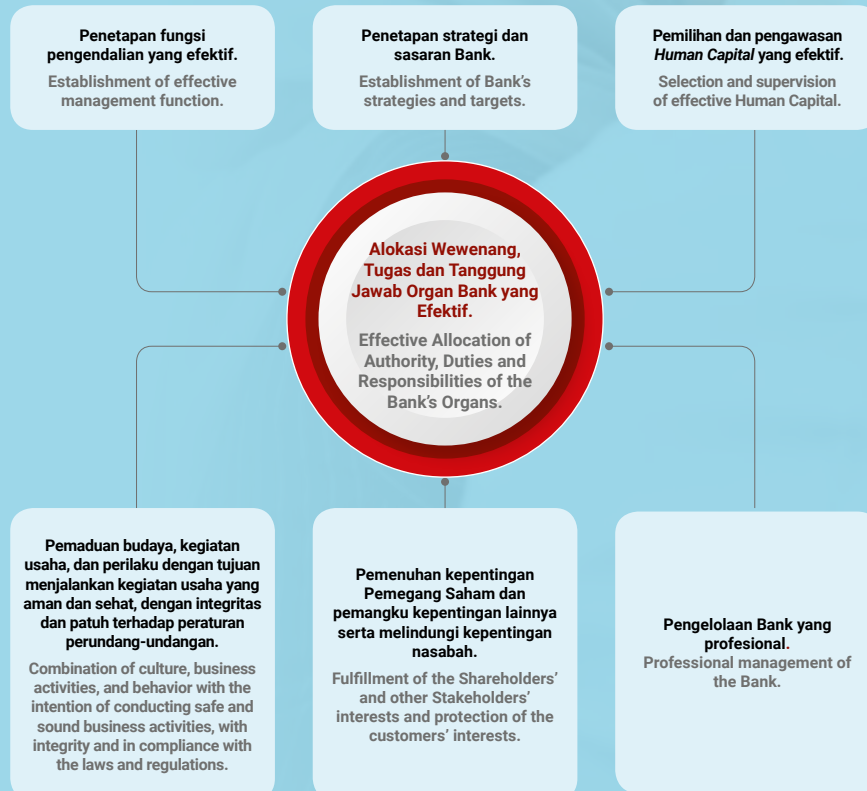 Penetapan fungsi
pengendalian yang efektif.
Establishment of effective
management function.
Penetapan strategi dan
sasaran Bank.
Establishment of Bank's
strategies and targets.
Pemilihan dan pengawasan
Human Capital yang efektif.
Selection and supervision
of effective Human Capital.
Alokasi Wewenang,
Tugas dan Tanggung
Jawab Organ Bank yang
Efektif.
Effective Allocation of
Authority, Duties and
Responsibilities of the
Bank's Organs.
Pemaduan budaya, kegiatan
usaha, dan perilaku dengan tujuan
menjalankan kegiatan usaha yang
aman dan sehat, dengan integritas
dan patuh terhadap peraturan
perundang-undangan.
Combination of culture, business
activities, and behavior with the
intention of conducting safe and
sound business activities, with
integrity and in compliance with
the laws and regulations.
Pemenuhan kepentingan
Pemegang Saham dan
pemangku kepentingan lainnya
serta melindungi kepentingan
nasabah.
Fulfillment of the Shareholders'
and other Stakeholders'
interests and protection of the
customers' interests.
Pengelolaan Bank yang
profesional.
Professional management of
the Bank.